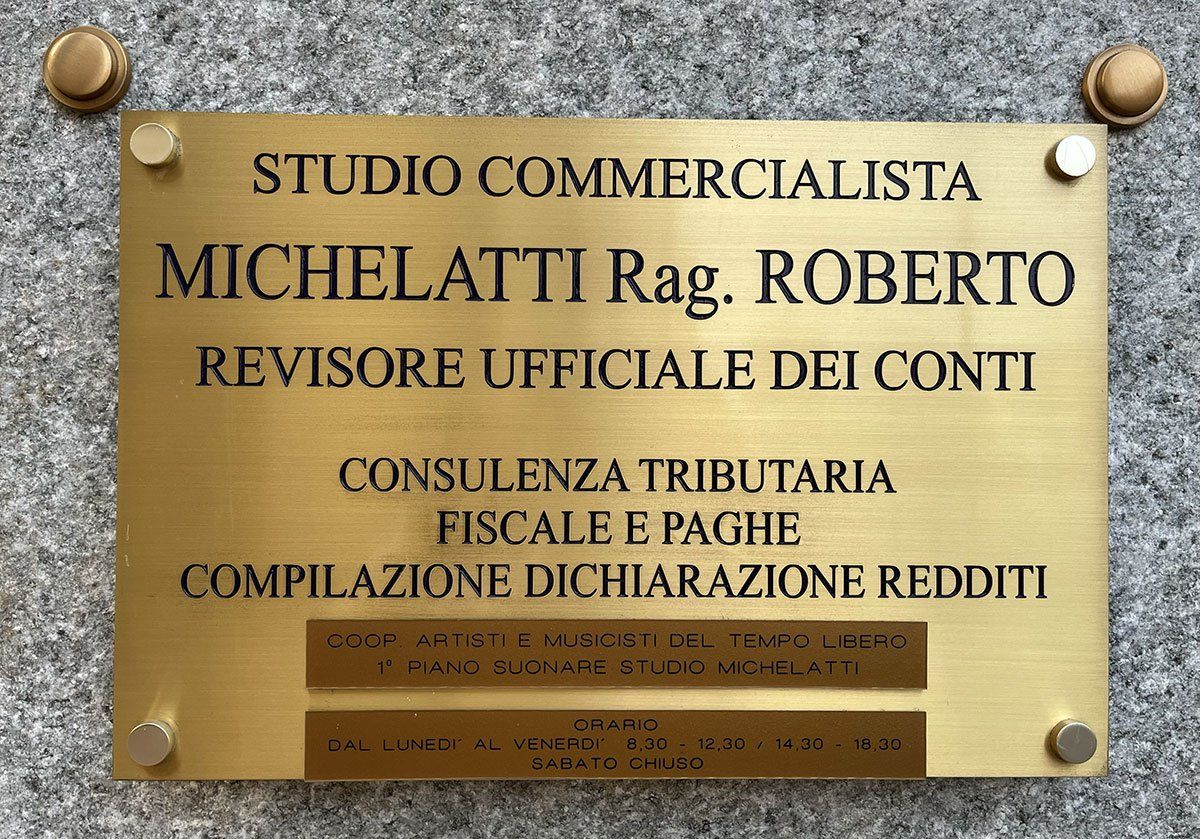 STUDIO COMMERCIALISTA
MICHELATTI Rag. ROBERTO
REVISORE UFFICIALE DEI CONTI
CONSULENZA TRIBUTARIA
FISCALE E PAGHE
COMPILAZIONE DICHIARAZIONE REDDITI
COOP. ARTISTI E MUSICISTI DEL TEMPO LIBERO
1° PIANO SUONARE STUDIO MICHELATTI
ORARIO
DAL LUNEDI' AL VENERDI' 8,30 - 12,30 / 14,30 - 18,30
SABATO CHIUSO